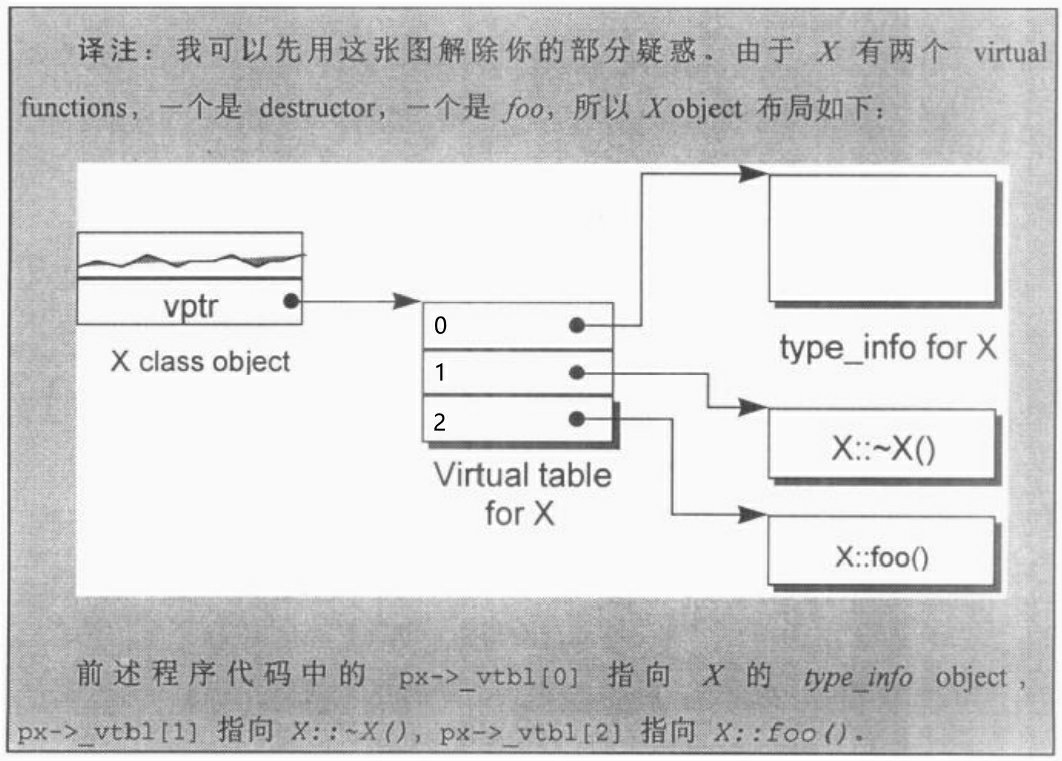 译注：我可以先用这张图解除你的部分疑惑。由于 X 有两个 virtual
functions，一个是 destructor，一个是 foo，所以 X object 布局如下：
vptr
X class object
0
1
2
Virtual table
for X
type_info for X
X::~X()
X::foo()
前述程序代码中的 px->_vtbl[0] 指向 X 的 type_info object，
px->_vtbl[1] 指向 X::~X()，px->_vtbl[2] 指向 X::foo()。